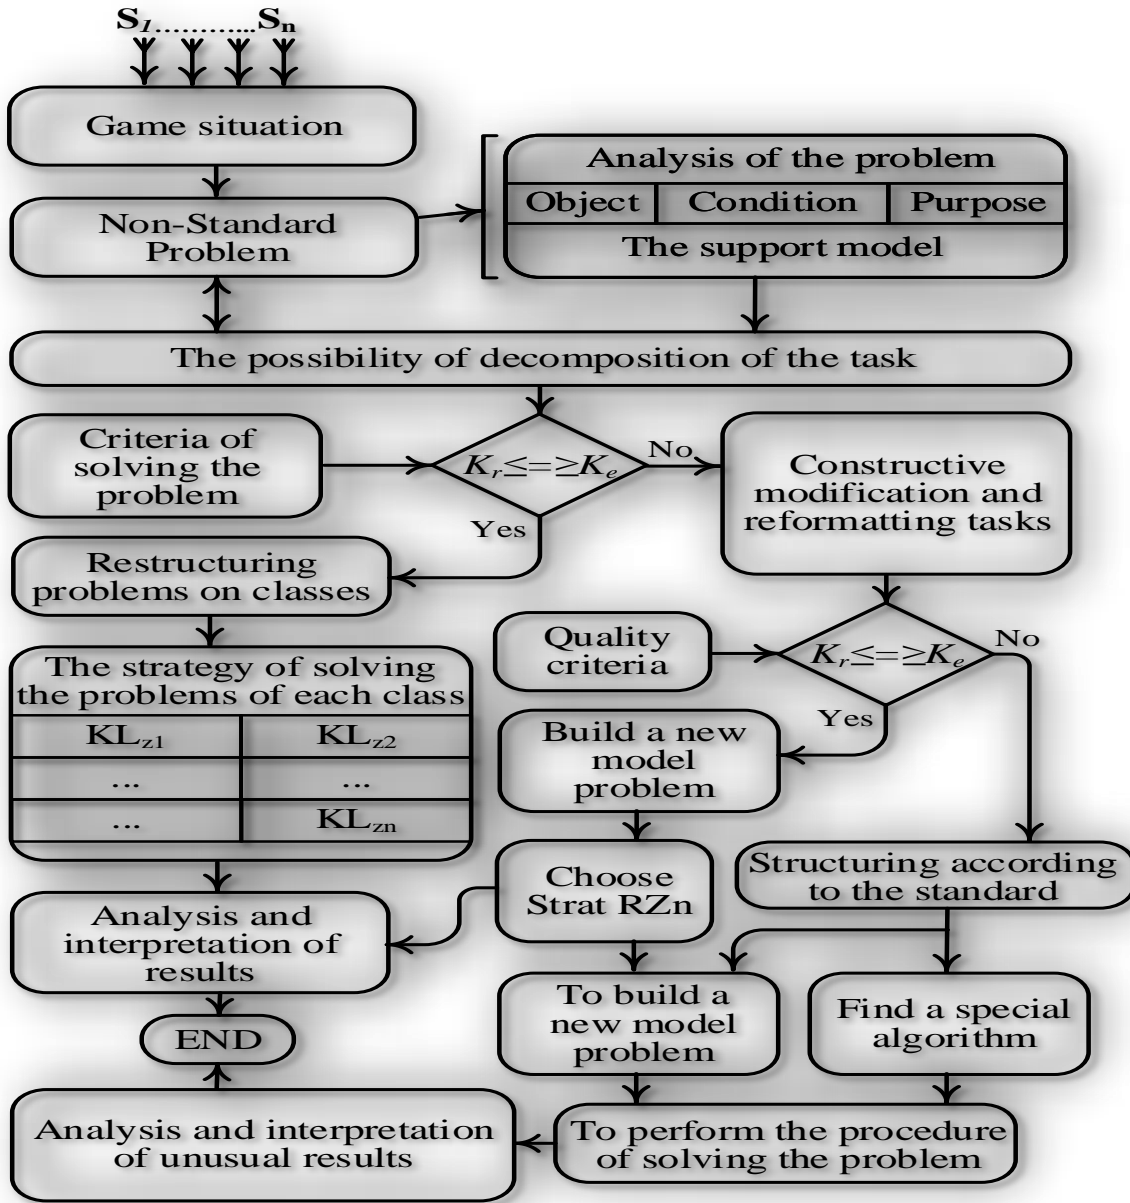 S1...........Sn
Game situation
Analysis of the problem
Object Condition Purpose
The support model
Non-Standard
Problem
The possibility of decomposition of the task
Criteria of
solving the
problem
Kr≤=≥Ke
No
Yes
Constructive
modification and
reformatting tasks
Restructuring
problems on classes
Quality
criteria
Kr≤=≥Ke
No
Yes
The strategy of solving
the problems of each class
KLz1 KLz2
... ...
... KLzn
Build a new
model
problem
Choose
Strat RZn
Structuring according
to the standard
Analysis and
interpretation of
results
To build a
new model
problem
Find a special
algorithm
END
Analysis and interpretation
of unusual results
To perform the procedure
of solving the problem